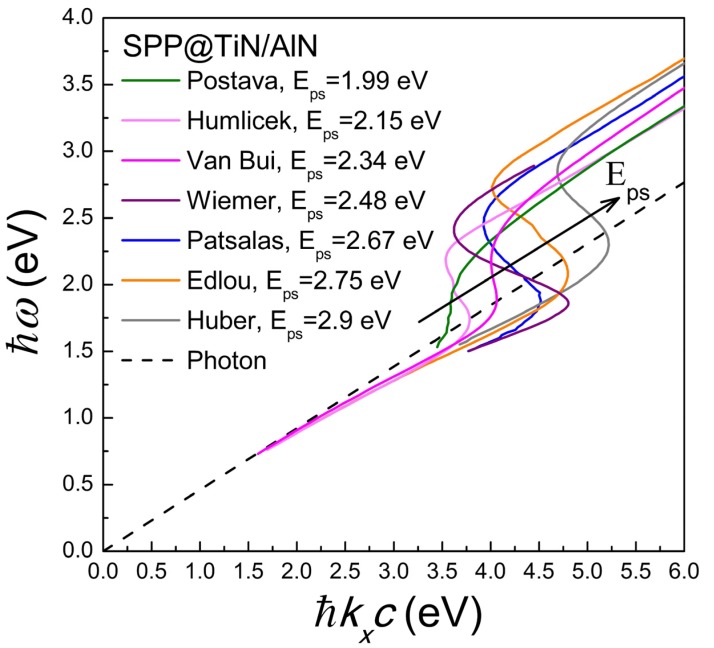 SPP@TiN/AlN
Postava, Eps=1.99 eV
Humlicek, Eps=2.15 eV
Van Bui, Eps=2.34 eV
Wiemer, Eps=2.48 eV
Patsalas, Eps=2.67 eV
Edlou, Eps=2.75 eV
Huber, Eps=2.9 eV
Photon
Eps
4.0
3.5
3.0
2.5
2.0
1.5
1.0
0.5
0.0
ħω (eV)
0.0 0.5 1.0 1.5 2.0 2.5 3.0 3.5 4.0 4.5 5.0 5.5 6.0
ħkxc (eV)